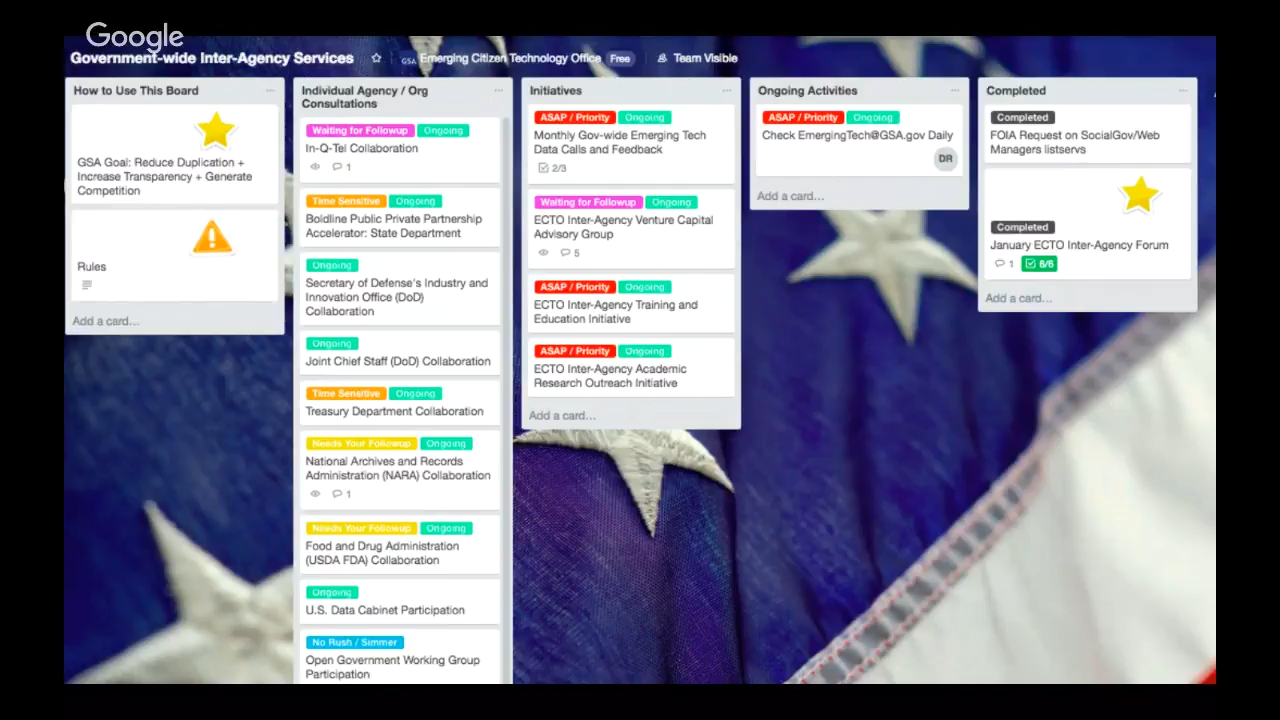 Google
Government-wide Inter-Agency Services
GSA Emerging Citizen Technology Office Free
Team Visible
How to Use This Board
GSA Goal: Reduce Duplication +
Increase Transparency + Generate
Competition
Rules
Add a card...
Individual Agency / Org
Consultations
Waiting for Followup Ongoing
In-Q-Tel Collaboration
1
Time Sensitive Ongoing
Boldline Public Private Partnership
Accelerator: State Department
Ongoing
Secretary of Defense's Industry and
Innovation Office (DoD)
Collaboration
Ongoing
Joint Chief Staff (DoD) Collaboration
Time Sensitive Ongoing
Treasury Department Collaboration
Needs Your Followup Ongoing
National Archives and Records
Administration (NARA) Collaboration
1
Needs Your Followup Ongoing
Food and Drug Administration
(USDA FDA) Collaboration
Ongoing
U.S. Data Cabinet Participation
No Rush / Simmer
Open Government Working Group
Participation
Initiatives
ASAP / Priority Ongoing
Monthly Gov-wide Emerging Tech
Data Calls and Feedback
2/3
Waiting for Followup Ongoing
ECTO Inter-Agency Venture Capital
Advisory Group
5
ASAP / Priority Ongoing
ECTO Inter-Agency Training and
Education Initiative
ASAP / Priority Ongoing
ECTO Inter-Agency Academic
Research Outreach Initiative
Add a card...
Ongoing Activities
ASAP / Priority Ongoing
Check EmergingTech@GSA.gov Daily
DR
Add a card...
Completed
Completed
FOIA Request on SocialGov/Web
Managers listservs
Completed
January ECTO Inter-Agency Forum
1 6/6
Add a card...